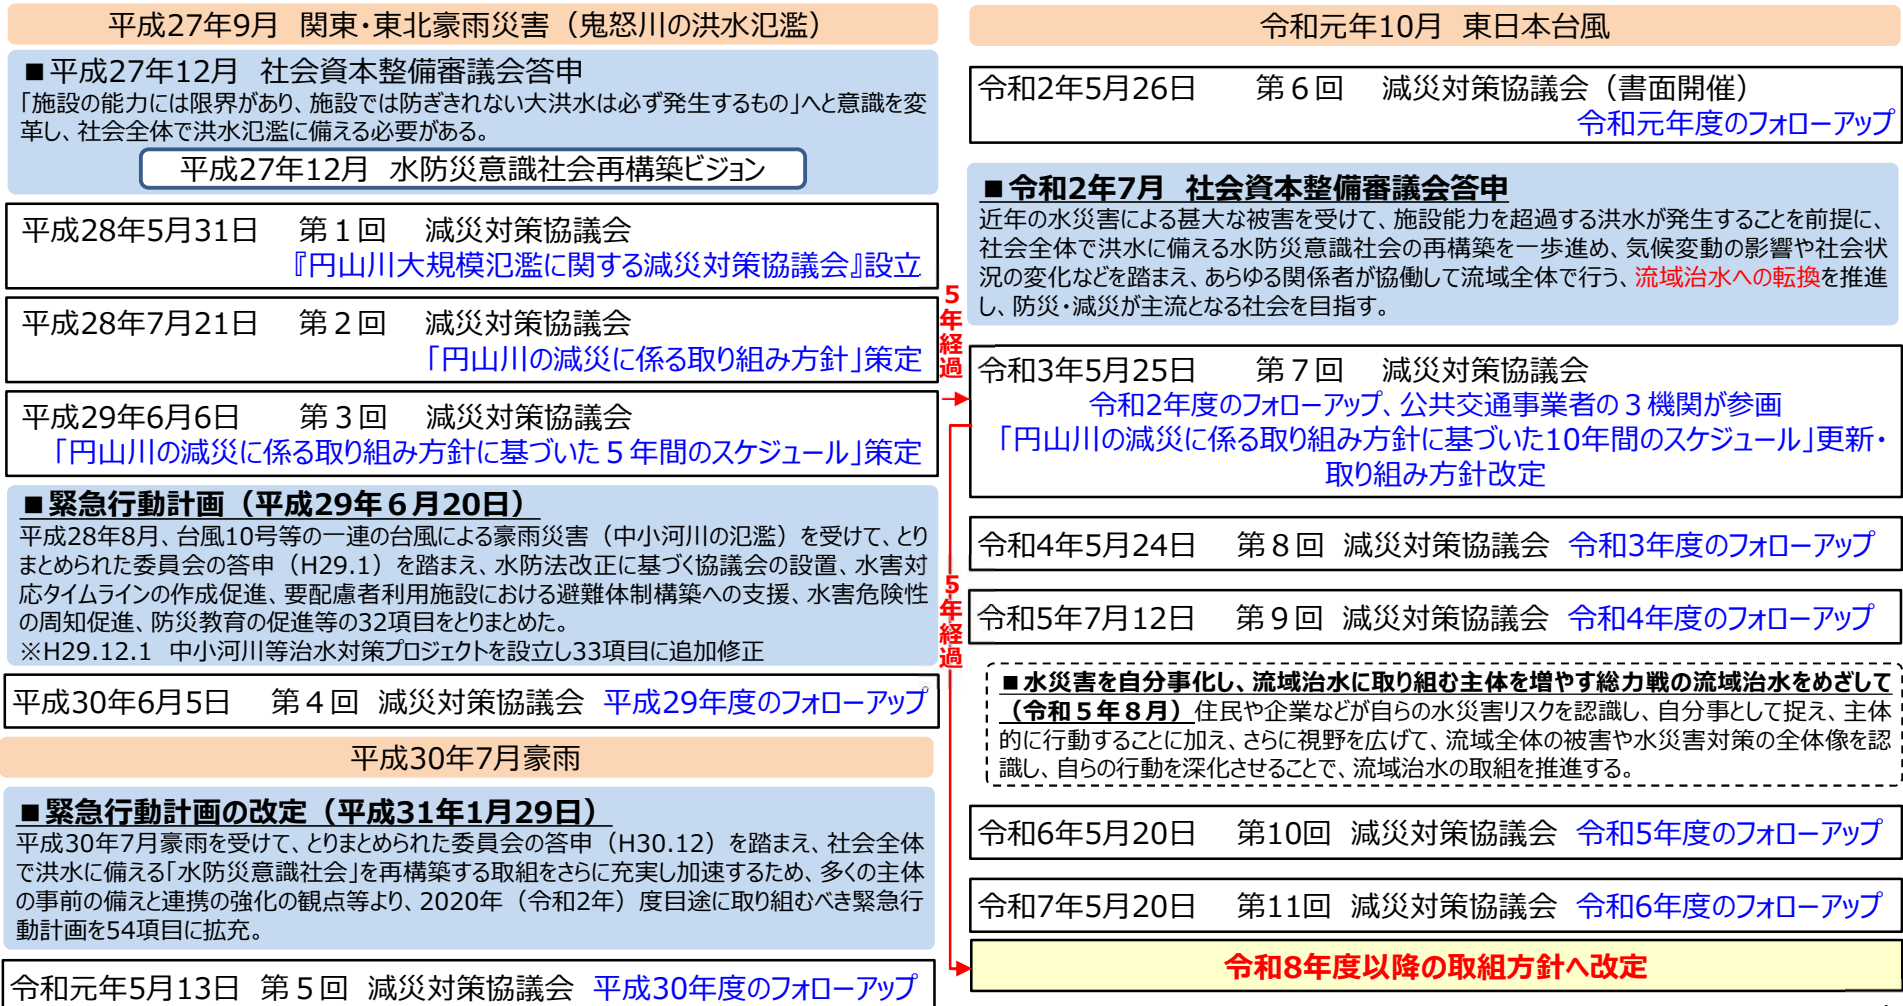 平成27年9月 関東・東北豪雨災害（鬼怒川の洪水氾濫）
■平成27年12月 社会資本整備審議会答申
「施設の能力には限界があり、施設では防ぎきれない大洪水は必ず発生するもの」へと意識を変
革し、社会全体で洪水氾濫に備える必要がある。
平成27年12月 水防災意識社会再構築ビジョン
平成28年5月31日 第１回 減災対策協議会
『円山川大規模氾濫に関する減災対策協議会』設立
平成28年7月21日 第２回 減災対策協議会
「円山川の減災に係る取り組み方針」策定
平成29年6月6日 第３回 減災対策協議会
「円山川の減災に係る取り組み方針に基づいた５年間のスケジュール」策定
■緊急行動計画（平成29年６月20日）
平成28年8月、台風10号等の一連の台風による豪雨災害（中小河川の氾濫）を受けて、とり
まとめられた委員会の答申（H29.1）を踏まえ、水防法改正に基づく協議会の設置、水害対
応タイムラインの作成促進、要配慮者利用施設における避難体制構築への支援、水害危険性
の周知促進、防災教育の促進等の32項目をとりまとめた。
※H29.12.1 中小河川等治水対策プロジェクトを設立し33項目に追加修正
平成30年6月5日 第４回 減災対策協議会 平成29年度のフォローアップ
平成30年7月豪雨
■緊急行動計画の改定（平成31年1月29日）
平成30年7月豪雨を受けて、とりまとめられた委員会の答申（H30.12）を踏まえ、社会全体
で洪水に備える「水防災意識社会」を再構築する取組をさらに充実し加速するため、多くの主体
の事前の備えと連携の強化の観点等より、2020年（令和2年）度目途に取り組むべき緊急行
動計画を54項目に拡充。
令和元年5月13日 第５回 減災対策協議会 平成30年度のフォローアップ
5年経過
5年経過
令和元年10月 東日本台風
令和2年5月26日 第６回 減災対策協議会（書面開催）
令和元年度のフォローアップ
■令和2年7月 社会資本整備審議会答申
近年の水災害による甚大な被害を受けて、施設能力を超過する洪水が発生することを前提に、
社会全体で洪水に備える水防災意識社会の再構築を一歩進め、気候変動の影響や社会状
況の変化などを踏まえ、あらゆる関係者が協働して流域全体で行う、流域治水への転換を推進
し、防災・減災が主流となる社会を目指す。
令和3年5月25日 第７回 減災対策協議会
令和2年度のフォローアップ、公共交通事業者の３機関が参画
「円山川の減災に係る取り組み方針に基づいた10年間のスケジュール」更新・
取り組み方針改定
令和4年5月24日 第８回 減災対策協議会 令和3年度のフォローアップ
令和5年7月12日 第９回 減災対策協議会 令和4年度のフォローアップ
■水災害を自分事化し、流域治水に取り組む主体を増やす総力戦の流域治水をめざして
（令和５年８月）住民や企業などが自らの水災害リスクを認識し、自分事として捉え、主体
的に行動することに加え、さらに視野を広げて、流域全体の被害や水災害対策の全体像を認
識し、自らの行動を深化させることで、流域治水の取組を推進する。
令和6年5月20日 第10回 減災対策協議会 令和5年度のフォローアップ
令和7年5月20日 第11回 減災対策協議会 令和6年度のフォローアップ
令和8年度以降の取組方針へ改定